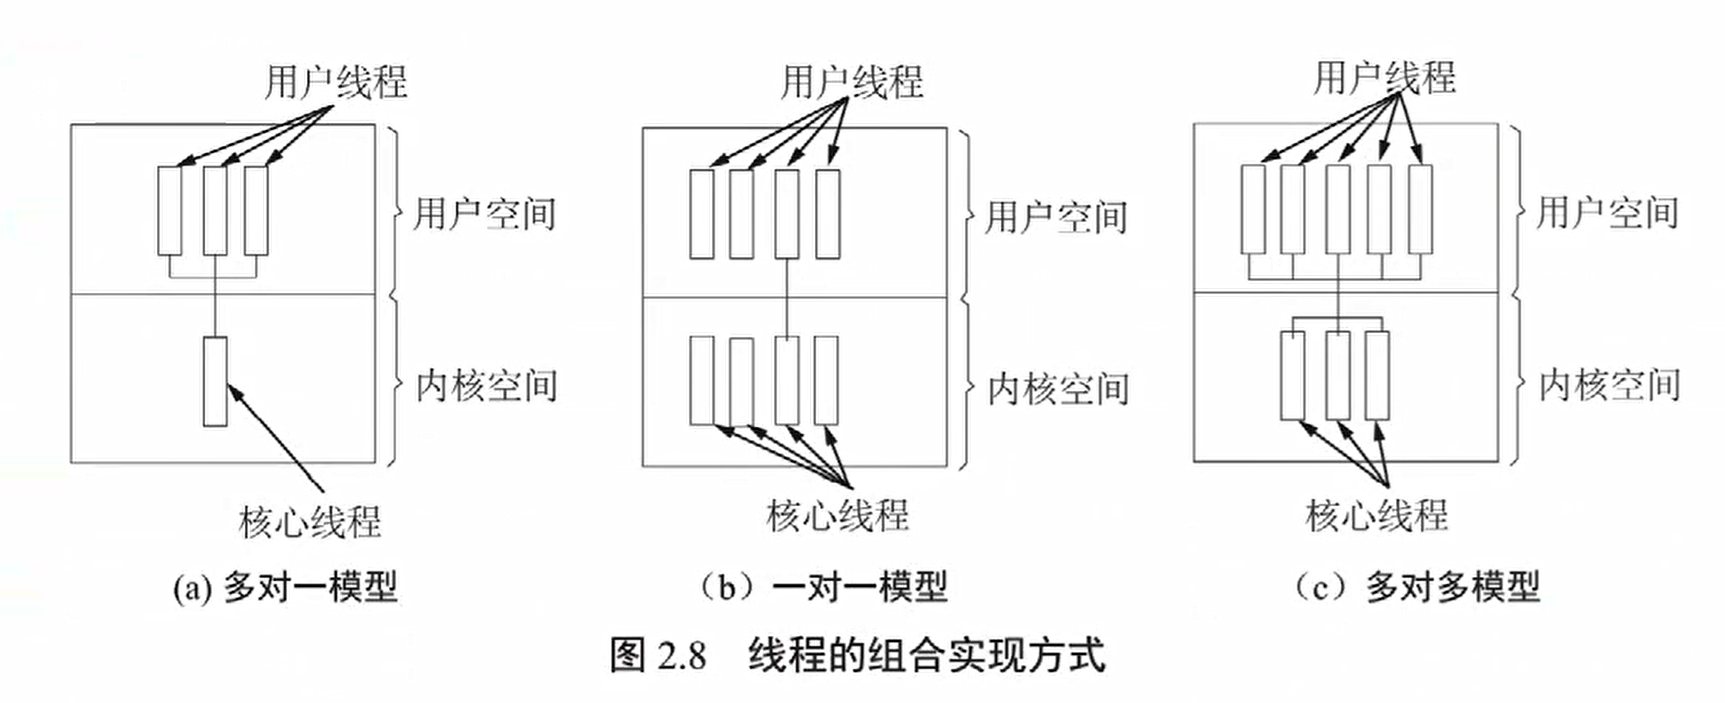 用户线程
用户空间
内核空间
核心线程
(a) 多对一模型
用户线程
用户空间
内核空间
核心线程
（b）一对一模型
用户线程
用户空间
内核空间
核心线程
（c）多对多模型
图 2.8 线程的组合实现方式